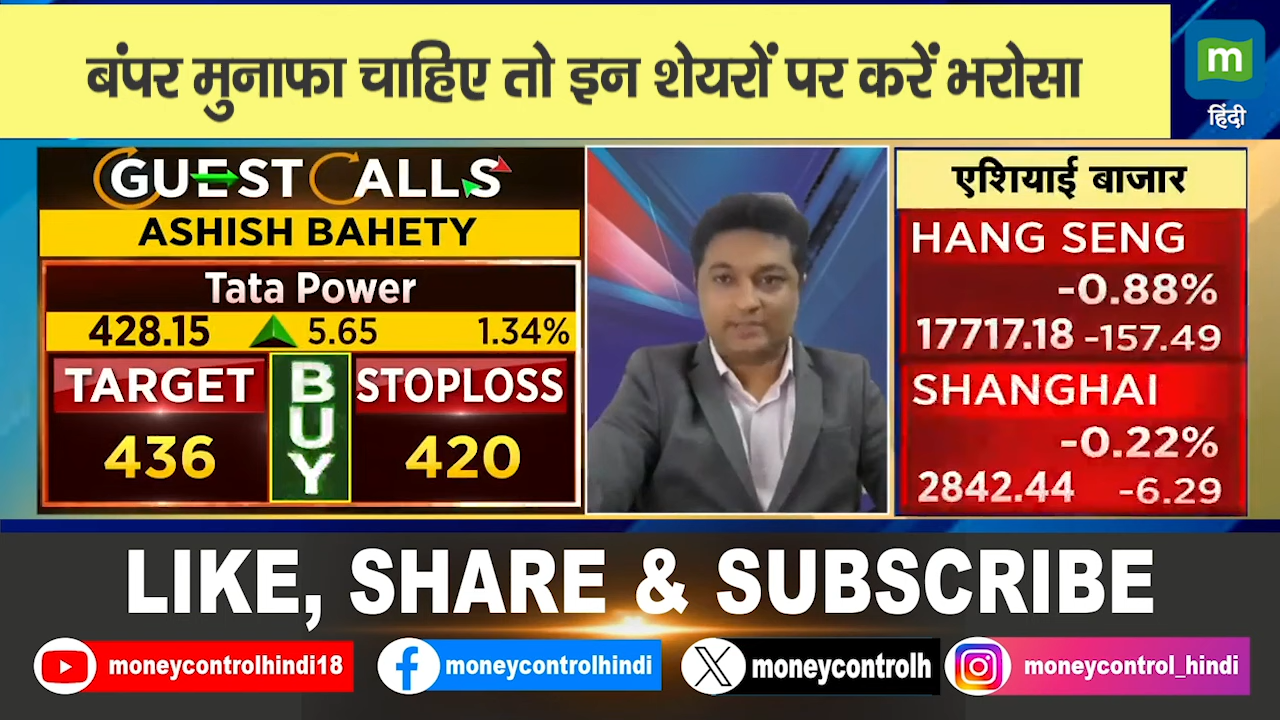 बंपर मुनाफा चाहिए तो इन शेयरों पर करें भरोसा
m
हिंदी
GUEST CALLS
ASHISH BAHETY
Tata Power
428.15 5.65 1.34%
TARGET
436
BUY
STOPLOSS
420
एशियाई बाजार
HANG SENG
-0.88%
17717.18 -157.49
SHANGHAI
-0.22%
2842.44 -6.29
LIKE, SHARE & SUBSCRIBE
moneycontrolhindi18
moneycontrolhindi
moneycontrolh
moneycontrol_hindi